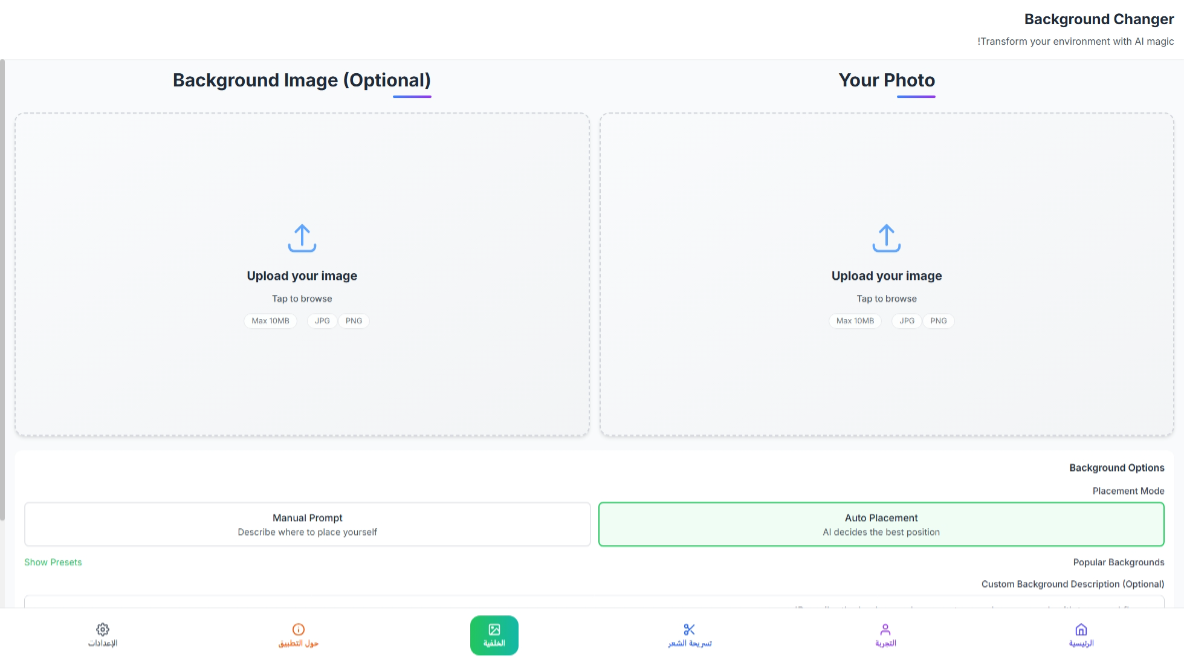 Background Changer
!Transform your environment with AI magic
Your Photo
Upload your image
Tap to browse
Max 10MB JPG PNG
Background Image (Optional)
Upload your image
Tap to browse
Max 10MB JPG PNG
Background Options
Placement Mode
Auto Placement
AI decides the best position
Manual Prompt
Describe where to place yourself
Popular Backgrounds
Show Presets
Custom Background Description (Optional)
الرئيسية
التجربة
تسريحة الشعر
الخلفية
حول التطبيق
الإعدادات